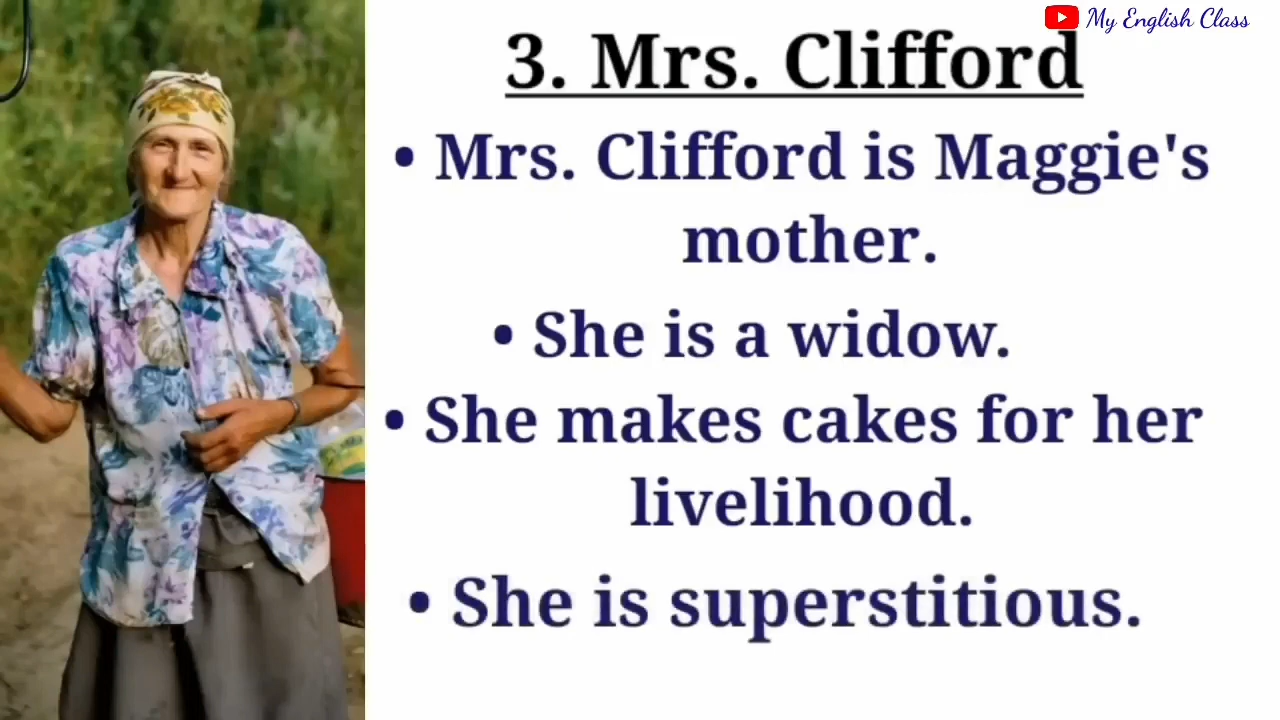 My English Class
3. Mrs. Clifford
• Mrs. Clifford is Maggie's
mother.
• She is a widow.
• She makes cakes for her
livelihood.
• She is superstitious.